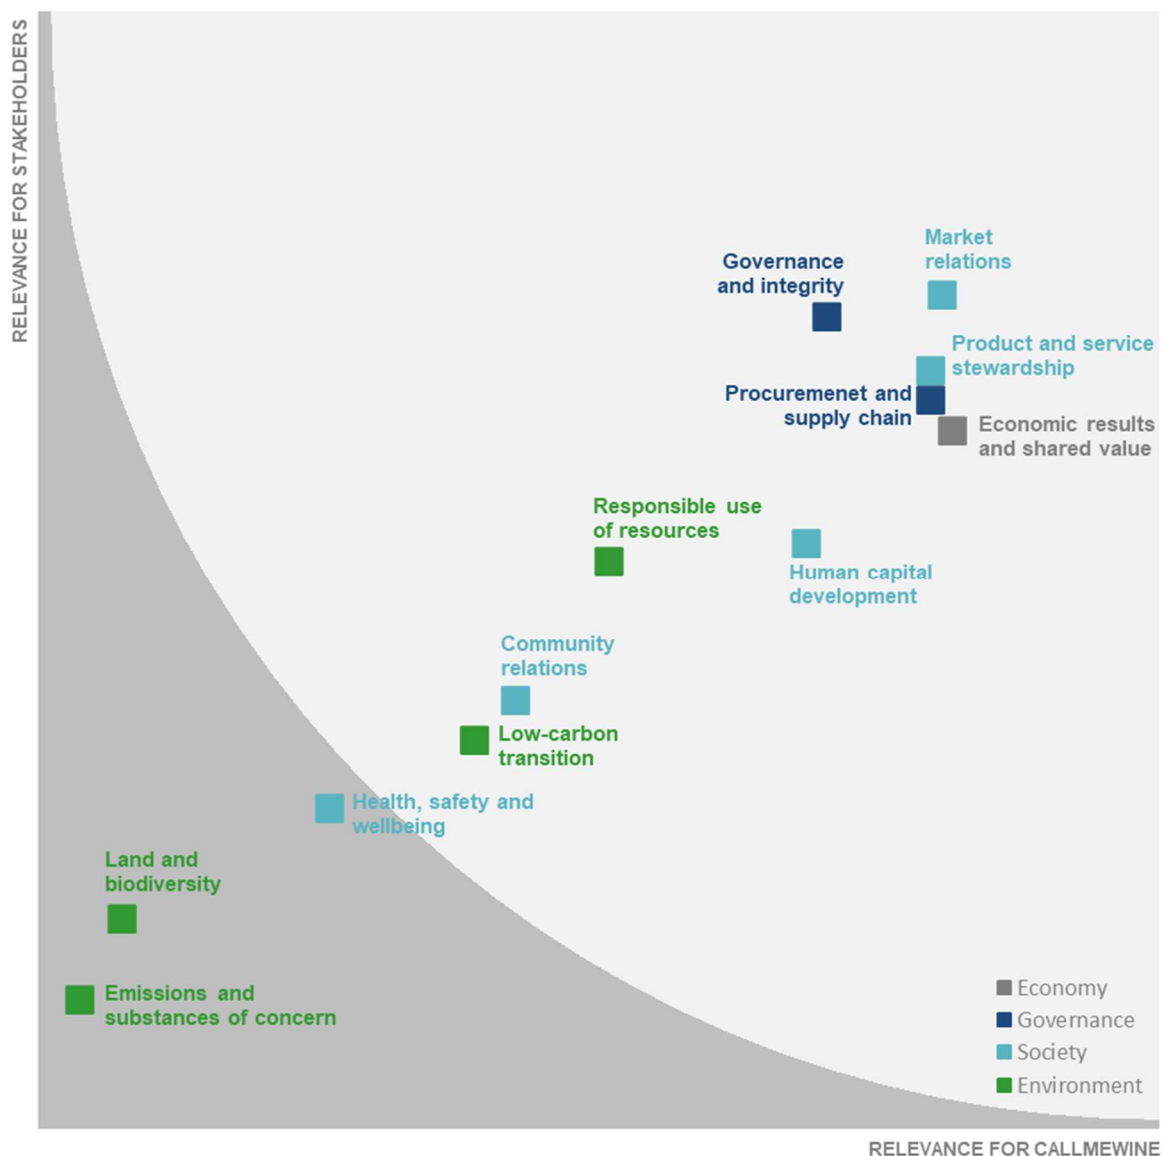 RELEVANCE FOR STAKEHOLDERS
Market
relations
Governance
and integrity
Product and service
stewardship
Procuremenet and
supply chain
Economic results
and shared value
Responsible use
of resources
Human capital
development
Community
relations
Low-carbon
transition
Health, safety and
wellbeing
Land and
biodiversity
Emissions and
substances of concern
Economy
Governance
Society
Environment
RELEVANCE FOR CALLMEWINE